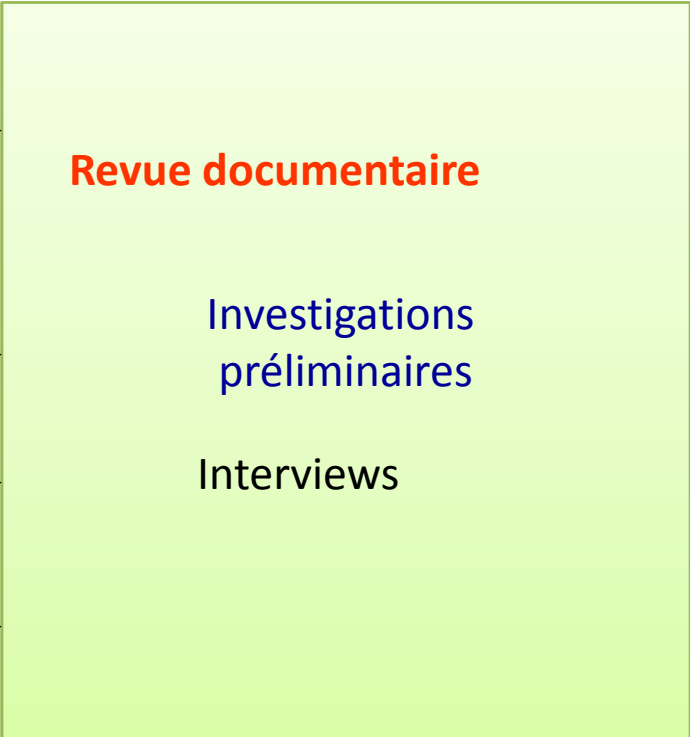 Revue documentaire
Investigations
préliminaires
Interviews